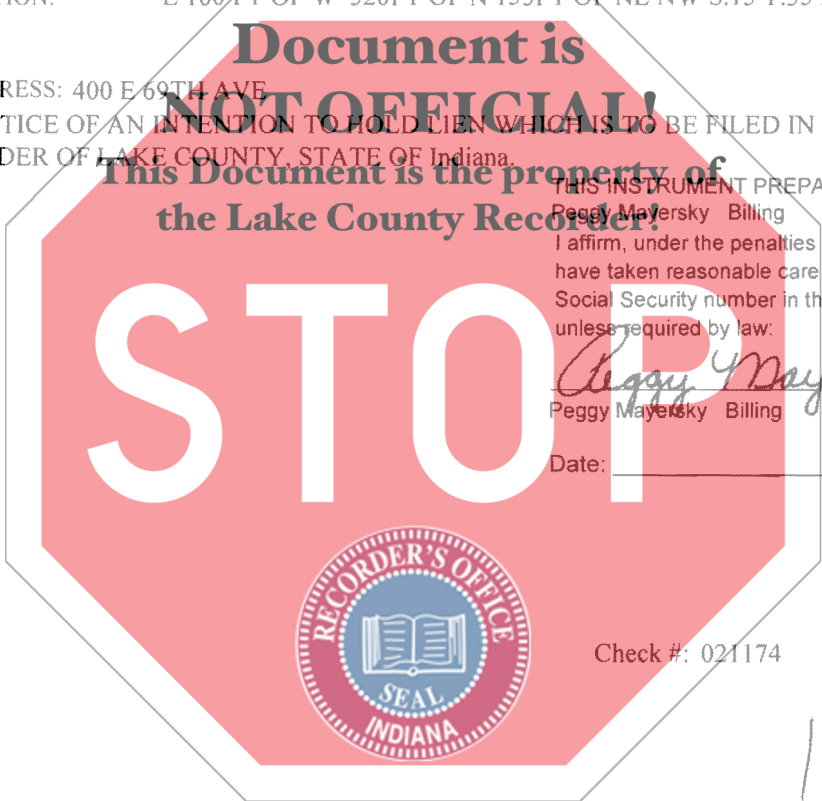 Document is
RESS: 400 E 69TH AVE
NOT OFFICIAL!
TICE OF AN INTENTION TO HOLD LIEN WHICH IS TO BE FILED IN
DER OF LAKE COUNTY, STATE OF Indiana.
This Document is the property of
the Lake County Recorder!
THIS INSTRUMENT PREPA
Peggy Mayersky Billing
I affirm, under the penalties
have taken reasonable care
Social Security number in th
unless required by law:
Peggy May
Peggy Mayersky Billing
Date:
STOP
RECORDER'S OFFICE
SEAL
INDIANA
Check #: 021174